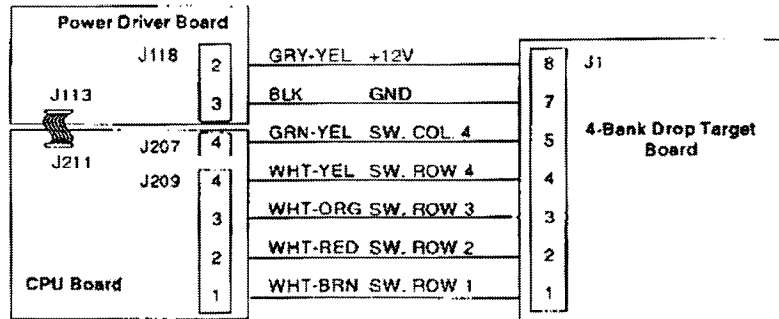 Power Driver Board
J118 2 GRY-YEL +12V 8 J1
J113 3 BLK GND 7
J211 J207 4 GRN-YEL SW. COL. 4 5 4-Bank Drop Target Board
J209 4 WHT-YEL SW. ROW 4 4
3 WHT-ORG SW. ROW 3 3
2 WHT-RED SW. ROW 2 2
CPU Board 1 WHT-BRN SW. ROW 1 1